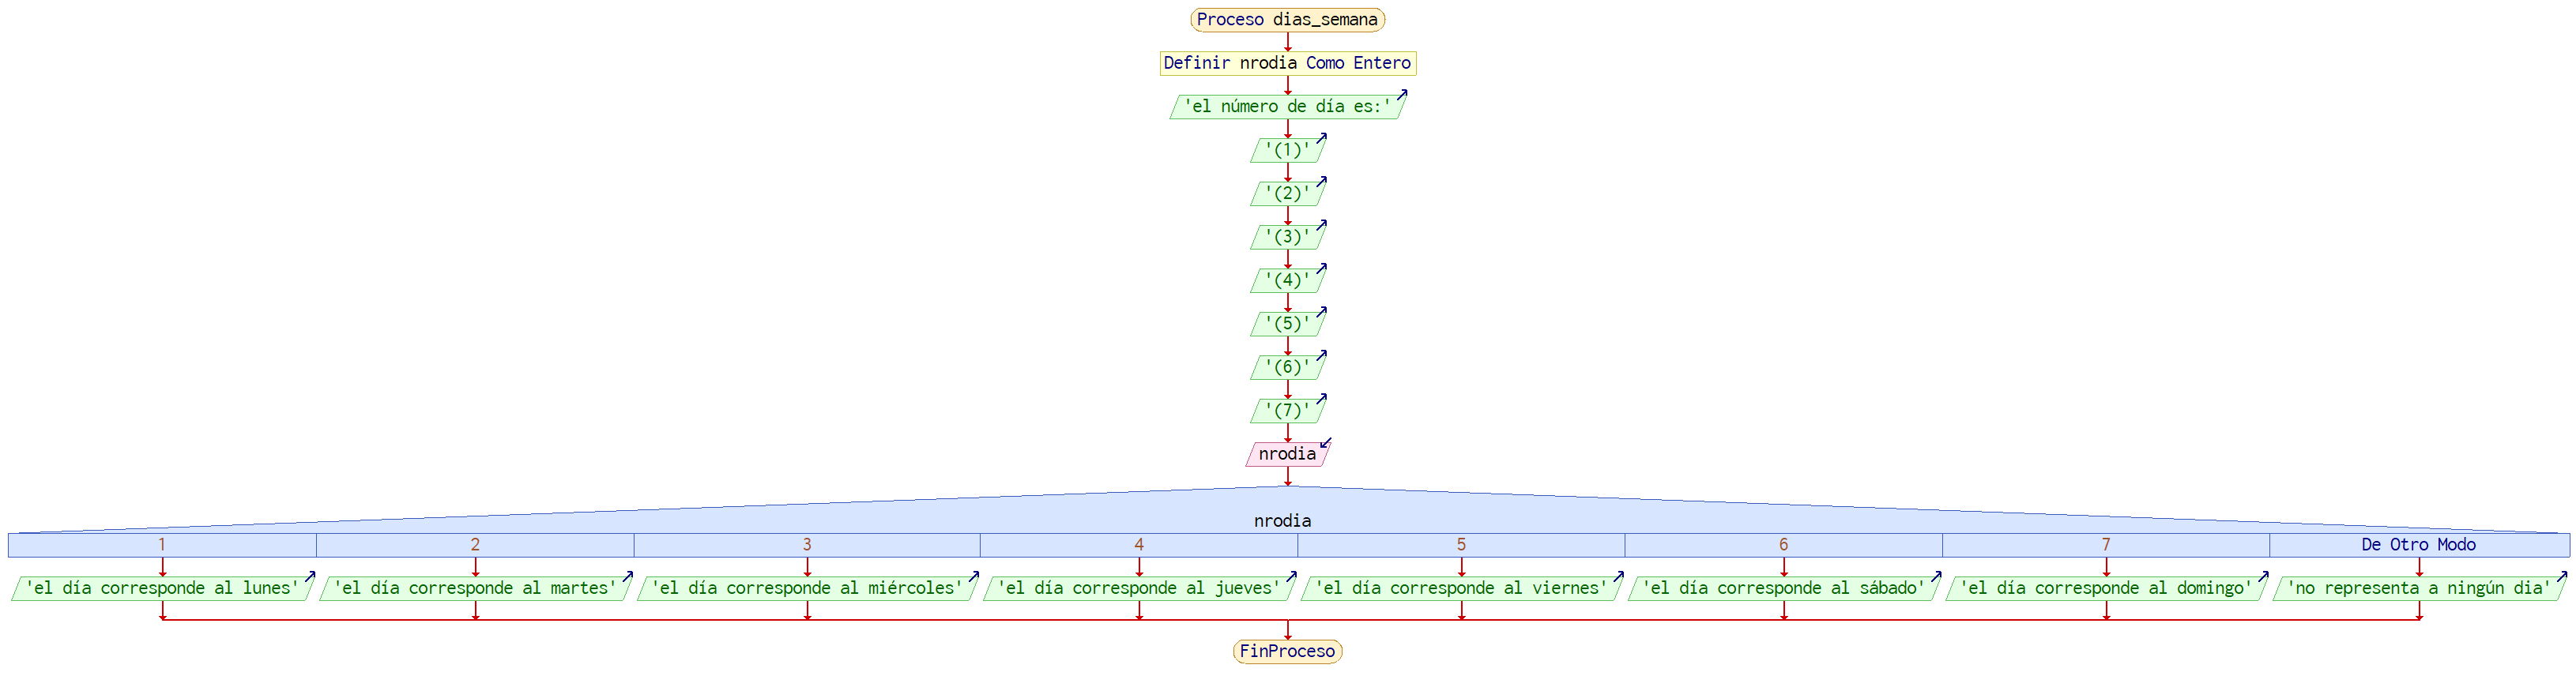 Proceso dias_semana
Definir nrodia Como Entero
'el número de día es:'
'(1)'
'(2)'
'(3)'
'(4)'
'(5)'
'(6)'
'(7)'
nrodia
nrodia
1 2 3 4 5 6 7 De Otro Modo
'el día corresponde al lunes' 'el día corresponde al martes' 'el día corresponde al miércoles' 'el día corresponde al jueves' 'el día corresponde al viernes' 'el día corresponde al sábado' 'el día corresponde al domingo' 'no representa a ningún dia'
FinProceso